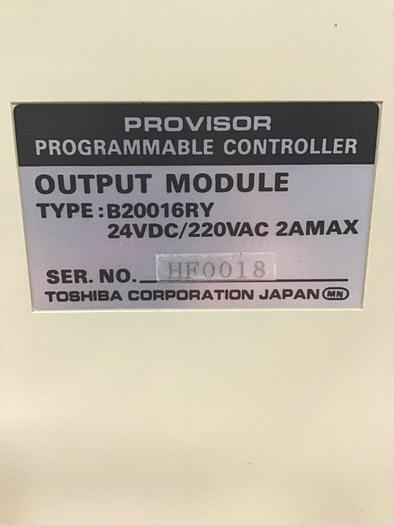 PROVISOR
PROGRAMMABLE CONTROLLER
OUTPUT MODULE
TYPE:B20016RY
24VDC/220VAC 2AMAX
SER. NO. HF0018
TOSHIBA CORPORATION JAPAN MN